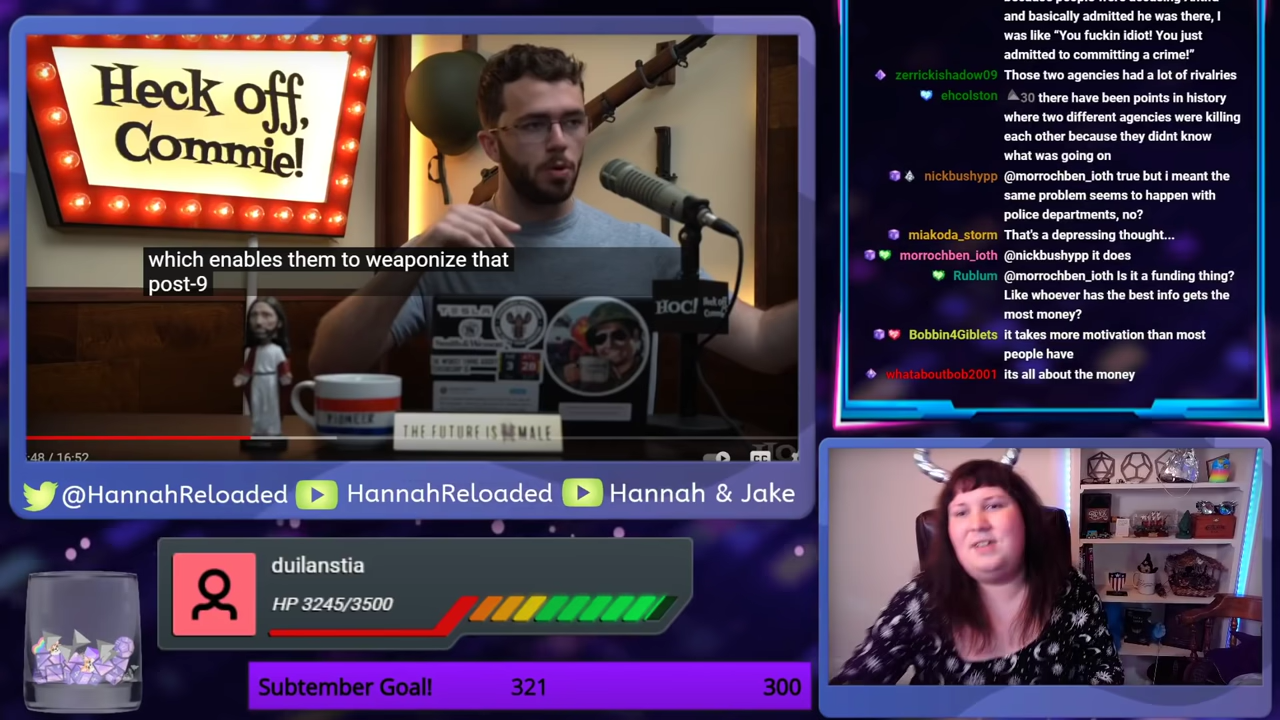 Heck off,
Commie!
which enables them to weaponize that
post-9
TESLA
HOC!
PIONEER
THE FUTURE IS MALE
:48 / 16:52
CC
@HannahReloaded
HannahReloaded
Hannah & Jake
duilanstia
HP 3245/3500
Subtember Goal!
321
300
and basically admitted he was there, I
was like “You fuckin idiot! You just
admitted to committing a crime!”
zerrickishadow09 Those two agencies had a lot of rivalries
ehcolston 30 there have been points in history
where two different agencies were killing
each other because they didnt know
what was going on
nickbushypp @morrochben_ioth true but i meant the
same problem seems to happen with
police departments, no?
miakoda_storm That's a depressing thought...
morrochben_ioth @nickbushypp it does
Rublum @morrochben_ioth Is it a funding thing?
Like whoever has the best info gets the
most money?
Bobbin4Giblets it takes more motivation than most
people have
whataboutbob2001 its all about the money